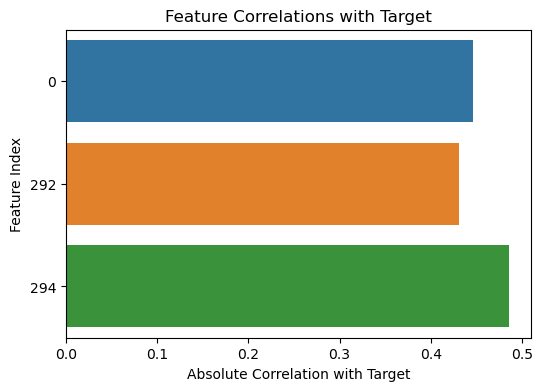 Feature Correlations with Target
Feature Index
0
292
294
0.0 0.1 0.2 0.3 0.4 0.5
Absolute Correlation with Target